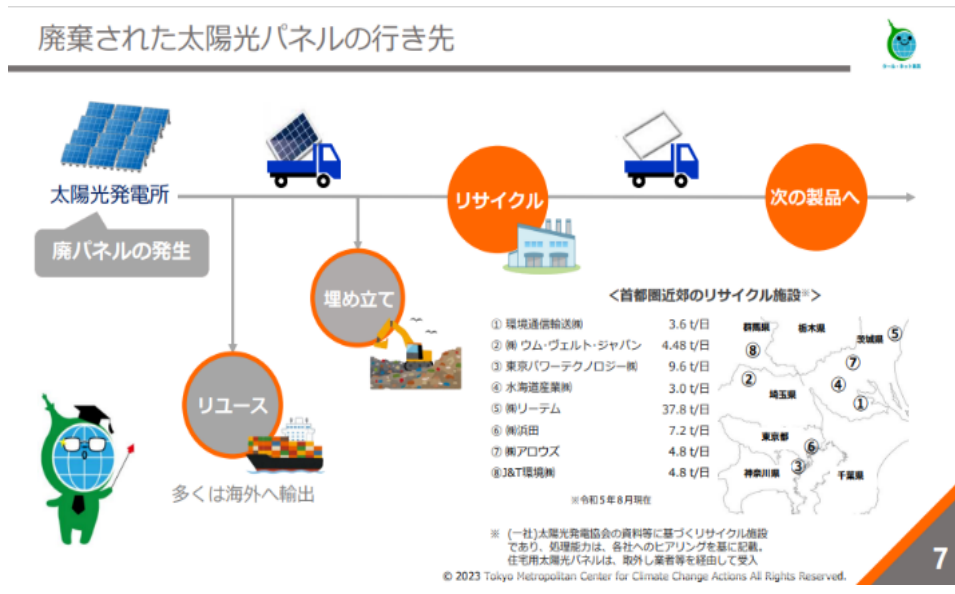 廃棄された太陽光パネルの行き先
クール・ネット東京
太陽光発電所
廃パネルの発生
リユース
多くは海外へ輸出
埋め立て
リサイクル
次の製品へ
<首都圏近郊のリサイクル施設※>
① 環境通信輸送㈱ 3.6 t/日
② ㈱ ウム・ヴェルト・ジャパン 4.48 t/日
③ 東京パワーテクノロジー㈱ 9.6 t/日
④ 水海道産業㈱ 3.0 t/日
⑤ ㈱リーテム 37.8 t/日
⑥ ㈱浜田 7.2 t/日
⑦ ㈱アロウズ 4.8 t/日
⑧J&T環境㈱ 4.8 t/日
※令和5年8月現在
群馬県
栃木県
茨城県
⑤
⑧
⑦
②
④
埼玉県
①
東京都
⑥
神奈川県
③
千葉県
※ (一社)太陽光発電協会の資料等に基づくリサイクル施設
であり、処理能力は、各社へのヒアリングを基に記載。
住宅用太陽光パネルは、取外し業者等を経由して受入
© 2023 Tokyo Metropolitan Center for Climate Change Actions All Rights Reserved.
7